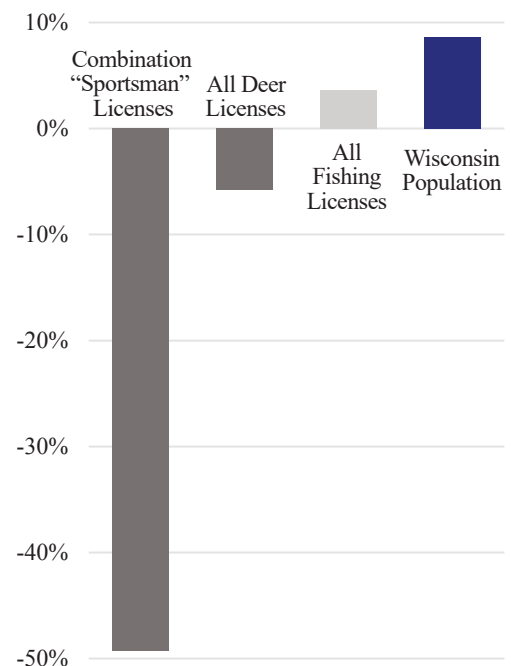 10%
Combination
“Sportsman”
Licenses
All Deer
Licenses
0%
All
Fishing
Licenses
Wisconsin
Population
-10%
-20%
-30%
-40%
-50%